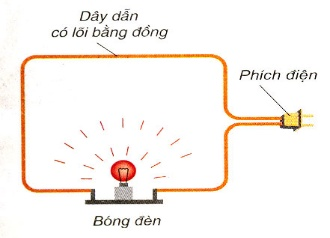 Dây dẫn
có lõi bằng đồng
Phích điện
Bóng đèn